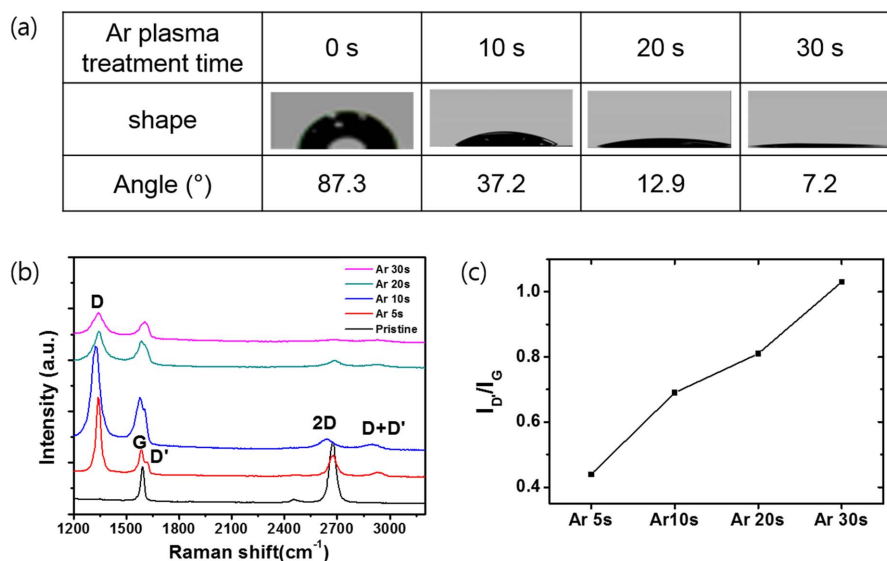 (a)
Ar plasma treatment time 0 s 10 s 20 s 30 s
shape
Angle (°) 87.3 37.2 12.9 7.2
(b)
Ar 30s
Ar 20s
Ar 10s
Ar 5s
Pristine
D
G
D'
2D
D+D'
Intensity (a.u.)
1200 1500 1800 2100 2400 2700 3000
Raman shift(cm⁻¹)
(c)
1.0
0.8
0.6
0.4
I_D'/I_G
Ar 5s Ar10s Ar 20s Ar 30s